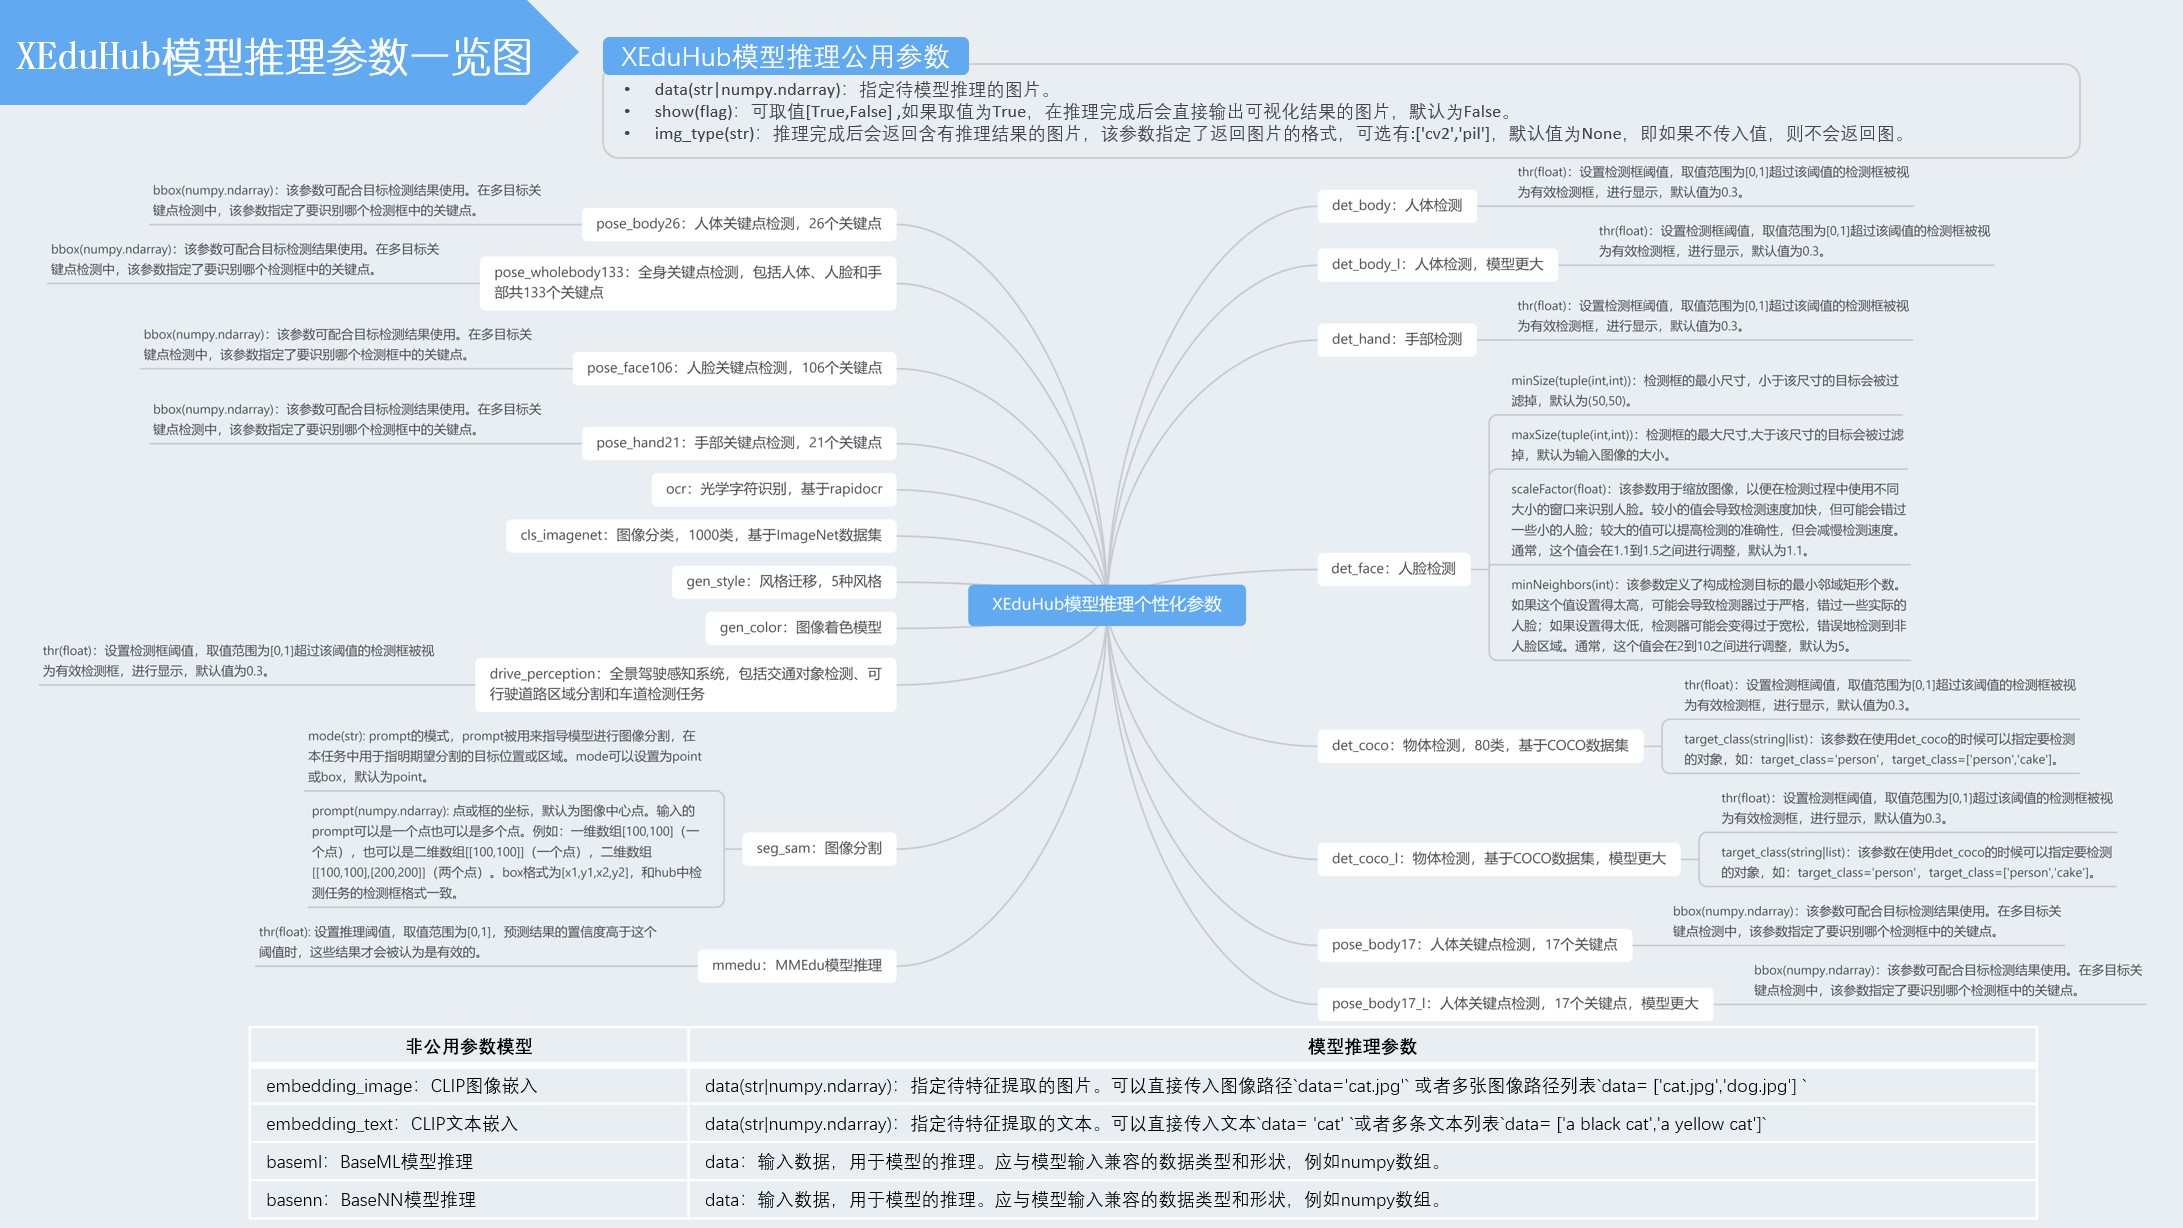 XEduHub模型推理参数一览图
XEduHub模型推理公用参数
• data(str|numpy.ndarray)：指定待模型推理的图片。
• show(flag)：可取值[True,False] ,如果取值为True，在推理完成后会直接输出可视化结果的图片，默认为False。
• img_type(str)：推理完成后会返回含有推理结果的图片，该参数指定了返回图片的格式，可选有:['cv2','pil']，默认值为None，即如果不传入值，则不会返回图。
bbox(numpy.ndarray)：该参数可配合目标检测结果使用。在多目标关
键点检测中，该参数指定了要识别哪个检测框中的关键点。
pose_body26：人体关键点检测，26个关键点
bbox(numpy.ndarray)：该参数可配合目标检测结果使用。在多目标关
键点检测中，该参数指定了要识别哪个检测框中的关键点。
pose_wholebody133：全身关键点检测，包括人体、人脸和手
部共133个关键点
bbox(numpy.ndarray)：该参数可配合目标检测结果使用。在多目标关
键点检测中，该参数指定了要识别哪个检测框中的关键点。
pose_face106：人脸关键点检测，106个关键点
bbox(numpy.ndarray)：该参数可配合目标检测结果使用。在多目标关
键点检测中，该参数指定了要识别哪个检测框中的关键点。
pose_hand21：手部关键点检测，21个关键点
ocr：光学字符识别，基于rapidocr
cls_imagenet：图像分类，1000类，基于ImageNet数据集
gen_style：风格迁移，5种风格
gen_color：图像着色模型
thr(float)：设置检测框阈值，取值范围为[0,1]超过该阈值的检测框被视
为有效检测框，进行显示，默认值为0.3。
drive_perception：全景驾驶感知系统，包括交通对象检测、可
行驶道路区域分割和车道检测任务
mode(str): prompt的模式，prompt被用来指导模型进行图像分割，在
本任务中用于指明期望分割的目标位置或区域。mode可以设置为point
或box，默认为point。
prompt(numpy.ndarray): 点或框的坐标，默认为图像中心点。输入的
prompt可以是一个点也可以是多个点。例如：一维数组[100,100]（一
个点），也可以是二维数组[[100,100]]（一个点），二维数组
[[100,100],[200,200]]（两个点）。box格式为[x1,y1,x2,y2]，和hub中检
测任务的检测框格式一致。
seg_sam：图像分割
thr(float): 设置推理阈值，取值范围为[0,1]，预测结果的置信度高于这个
阈值时，这些结果才会被认为是有效的。
mmedu：MMEdu模型推理
XEduHub模型推理个性化参数
det_body：人体检测
thr(float)：设置检测框阈值，取值范围为[0,1]超过该阈值的检测框被视
为有效检测框，进行显示，默认值为0.3。
det_body_l：人体检测，模型更大
thr(float)：设置检测框阈值，取值范围为[0,1]超过该阈值的检测框被视
为有效检测框，进行显示，默认值为0.3。
det_hand：手部检测
thr(float)：设置检测框阈值，取值范围为[0,1]超过该阈值的检测框被视
为有效检测框，进行显示，默认值为0.3。
det_face：人脸检测
minSize(tuple(int,int))：检测框的最小尺寸，小于该尺寸的目标会被过
滤掉，默认为(50,50)。
maxSize(tuple(int,int))：检测框的最大尺寸,大于该尺寸的目标会被过滤
掉，默认为输入图像的大小。
scaleFactor(float)：该参数用于缩放图像，以便在检测过程中使用不同
大小的窗口来识别人脸。较小的值会导致检测速度加快，但可能会错过
一些小的人脸；较大的值可以提高检测的准确性，但会减慢检测速度。
通常，这个值会在1.1到1.5之间进行调整，默认为1.1。
minNeighbors(int)：该参数定义了构成检测目标的最小邻域矩形个数。
如果这个值设置得太高，可能会导致检测器过于严格，错过一些实际的
人脸；如果设置得太低，检测器可能会变得过于宽松，错误地检测到非
人脸区域。通常，这个值会在2到10之间进行调整，默认为5。
det_coco：物体检测，80类，基于COCO数据集
thr(float)：设置检测框阈值，取值范围为[0,1]超过该阈值的检测框被视
为有效检测框，进行显示，默认值为0.3。
target_class(string|list)：该参数在使用det_coco的时候可以指定要检测
的对象，如：target_class='person'，target_class=['person','cake']。
det_coco_l：物体检测，基于COCO数据集，模型更大
thr(float)：设置检测框阈值，取值范围为[0,1]超过该阈值的检测框被视
为有效检测框，进行显示，默认值为0.3。
target_class(string|list)：该参数在使用det_coco的时候可以指定要检测
的对象，如：target_class='person'，target_class=['person','cake']。
pose_body17：人体关键点检测，17个关键点
bbox(numpy.ndarray)：该参数可配合目标检测结果使用。在多目标关
键点检测中，该参数指定了要识别哪个检测框中的关键点。
pose_body17_l：人体关键点检测，17个关键点，模型更大
bbox(numpy.ndarray)：该参数可配合目标检测结果使用。在多目标关
键点检测中，该参数指定了要识别哪个检测框中的关键点。
非公用参数模型 模型推理参数
embedding_image：CLIP图像嵌入 data(str|numpy.ndarray)：指定待特征提取的图片。可以直接传入图像路径`data='cat.jpg'` 或者多张图像路径列表`data= ['cat.jpg','dog.jpg'] `
embedding_text：CLIP文本嵌入 data(str|numpy.ndarray)：指定待特征提取的文本。可以直接传入文本`data= 'cat' `或者多条文本列表`data= ['a black cat','a yellow cat']`
baseml：BaseML模型推理 data：输入数据，用于模型的推理。应与模型输入兼容的数据类型和形状，例如numpy数组。
basenn：BaseNN模型推理 data：输入数据，用于模型的推理。应与模型输入兼容的数据类型和形状，例如numpy数组。